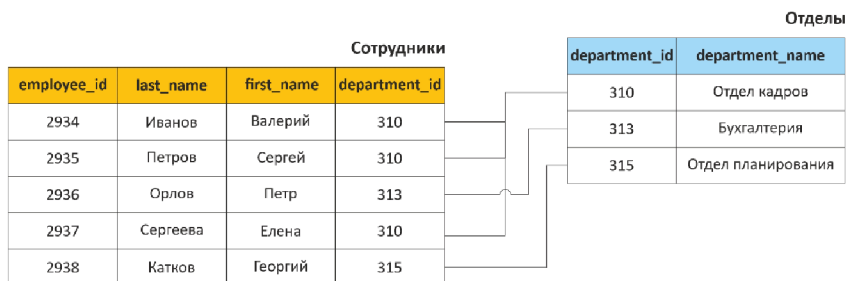 Отделы
department_id department_name
310 Отдел кадров
313 Бухгалтерия
315 Отдел планирования
Сотрудники
employee_id last_name first_name department_id
2934 Иванов Валерий 310
2935 Петров Сергей 310
2936 Орлов Петр 313
2937 Сергеева Елена 310
2938 Катков Георгий 315